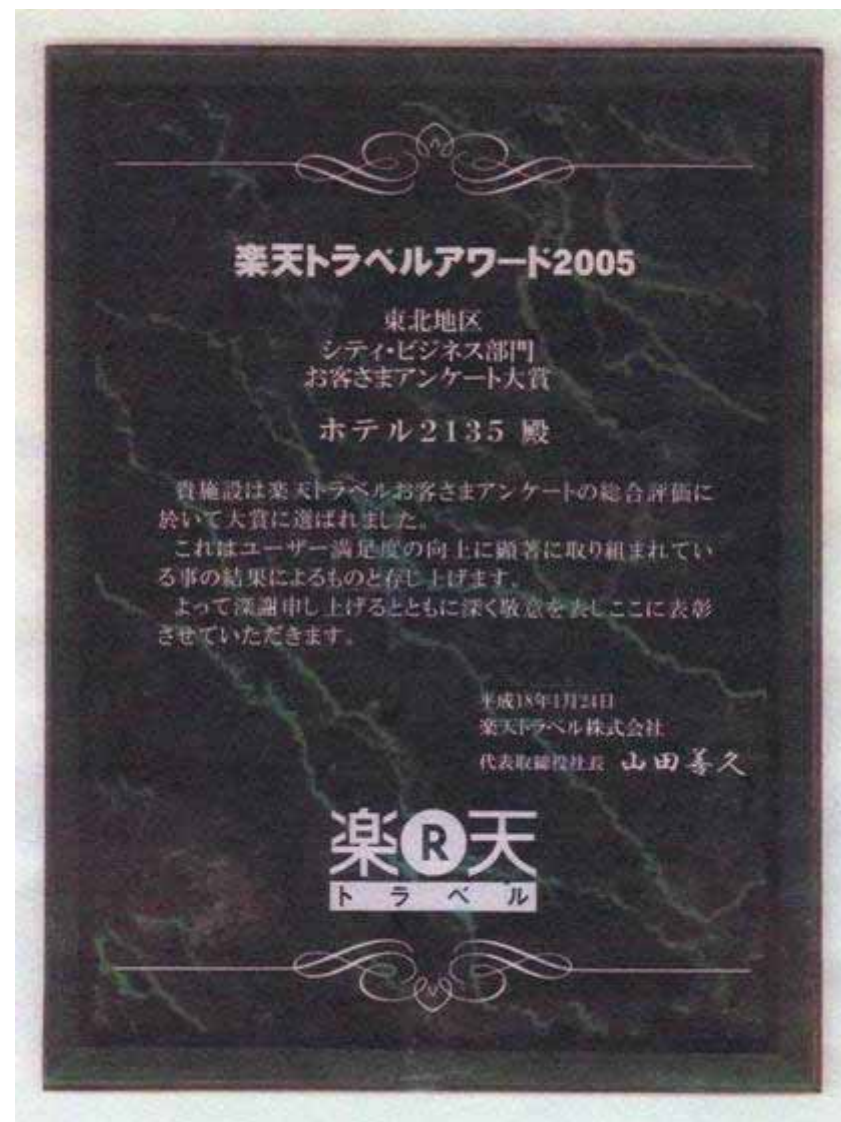 楽天トラベルアワード2005
東北地区
シティ・ビジネス部門
お客さまアンケート大賞
ホテル2135 殿
貴施設は楽天トラベルお客さまアンケートの総合評価に
於いて大賞に選ばれました。
これはユーザー満足度の向上に顕著に取り組まれてい
る事の結果によるものと存じ上げます。
よって深謝申し上げるとともに深く敬意を表しここに表彰
させていただきます。
平成18年1月24日
楽天トラベル株式会社
代表取締役社長 山田善久
楽R天
トラベル